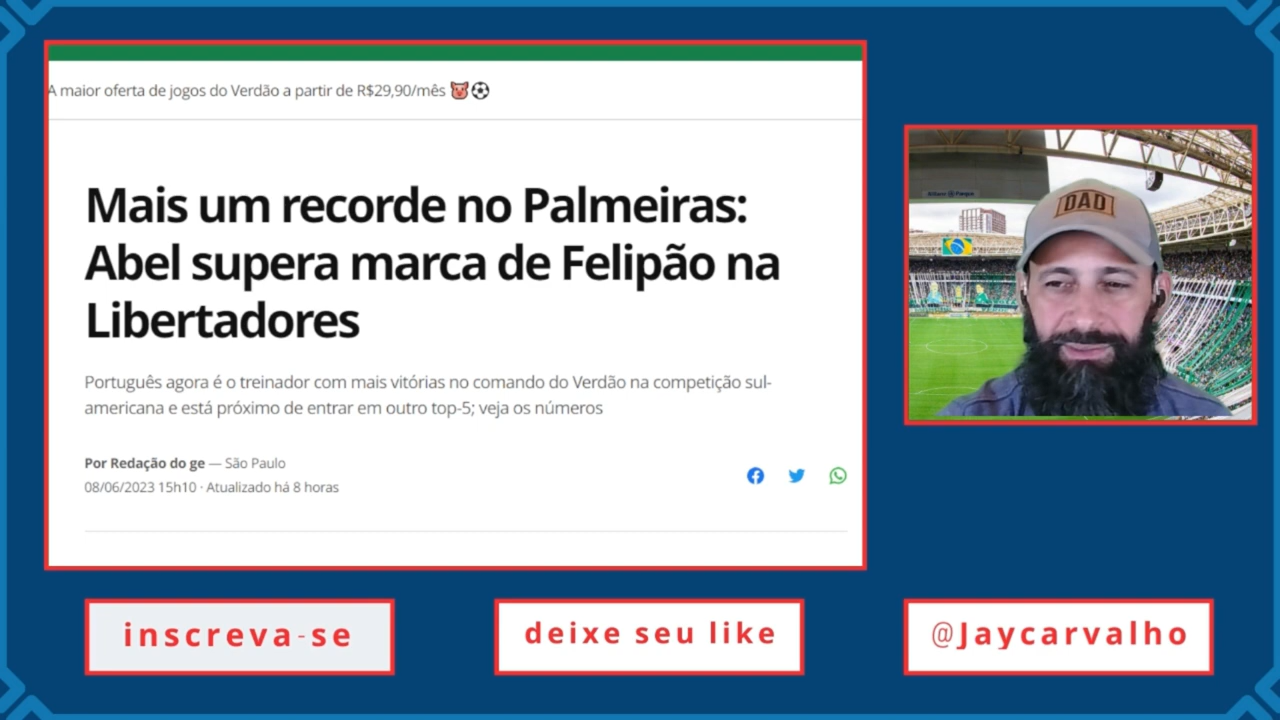 A maior oferta de jogos do Verdão a partir de R$29,90/mês 🐷⚽
Mais um recorde no Palmeiras:
Abel supera marca de Felipão na
Libertadores
Português agora é o treinador com mais vitórias no comando do Verdão na competição sul-
americana e está próximo de entrar em outro top-5; veja os números
Por Redação do ge — São Paulo
08/06/2023 15h10 · Atualizado há 8 horas
Allianz Parque
DAD
inscreva-se
deixe seu like
@Jaycarvalho